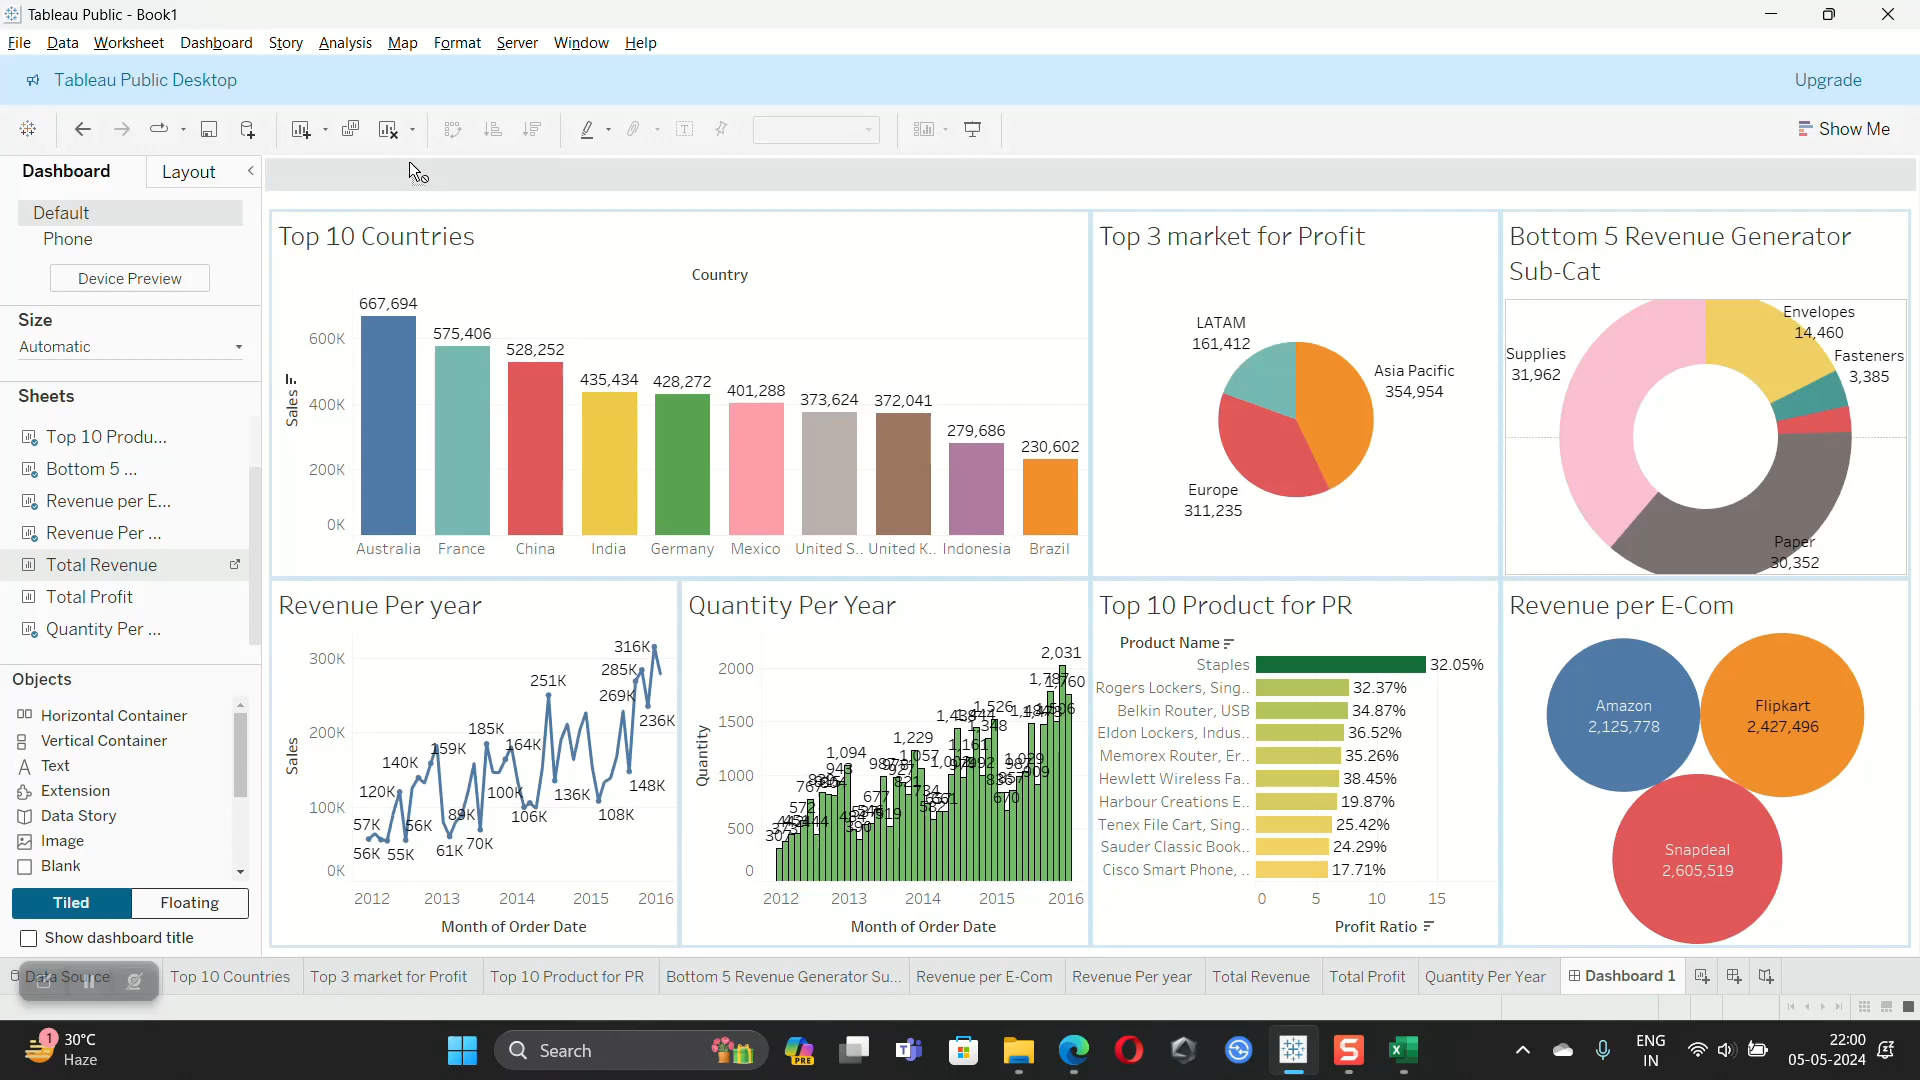 Tableau Public - Book1
File Data Worksheet Dashboard Story Analysis Map Format Server Window Help
Tableau Public Desktop
Upgrade
Show Me
Dashboard
Layout
Default
Phone
Device Preview
Size
Automatic
Sheets
Top 10 Produ...
Bottom 5 ...
Revenue per E...
Revenue Per ...
Total Revenue
Total Profit
Quantity Per ...
Objects
Horizontal Container
Vertical Container
Text
Extension
Data Story
Image
Blank
Tiled
Floating
Show dashboard title
Top 10 Countries
Country
Sales
600K
400K
200K
0K
667,694
575,406
528,252
435,434
428,272
401,288
373,624
372,041
279,686
230,602
Australia France China India Germany Mexico United S.. United K.. Indonesia Brazil
Top 3 market for Profit
LATAM
161,412
Asia Pacific
354,954
Europe
311,235
Bottom 5 Revenue Generator
Sub-Cat
Envelopes
14,460
Supplies
31,962
Fasteners
3,385
Paper
30,352
Revenue Per year
Sales
300K
200K
100K
0K
316K
285K
251K
269K
236K
185K
159K
164K
140K
148K
120K
100K
136K
89K
106K
108K
57K
56K
56K
55K
61K
70K
2012 2013 2014 2015 2016
Month of Order Date
Quantity Per Year
Quantity
2000
1500
1000
500
0
2,031
1,526
1,229
1,094
2012 2013 2014 2015 2016
Month of Order Date
Top 10 Product for PR
Product Name
Staples 32.05%
Rogers Lockers, Sing.. 32.37%
Belkin Router, USB 34.87%
Eldon Lockers, Indus.. 36.52%
Memorex Router, Er.. 35.26%
Hewlett Wireless Fa.. 38.45%
Harbour Creations E.. 19.87%
Tenex File Cart, Sing.. 25.42%
Sauder Classic Book.. 24.29%
Cisco Smart Phone, .. 17.71%
0 5 10 15
Profit Ratio
Revenue per E-Com
Amazon
2,125,778
Flipkart
2,427,496
Snapdeal
2,605,519
Data Source
Top 10 Countries
Top 3 market for Profit
Top 10 Product for PR
Bottom 5 Revenue Generator Su...
Revenue per E-Com
Revenue Per year
Total Revenue
Total Profit
Quantity Per Year
Dashboard 1
1
30°C
Haze
Search
PRE
ENG
IN
22:00
05-05-2024